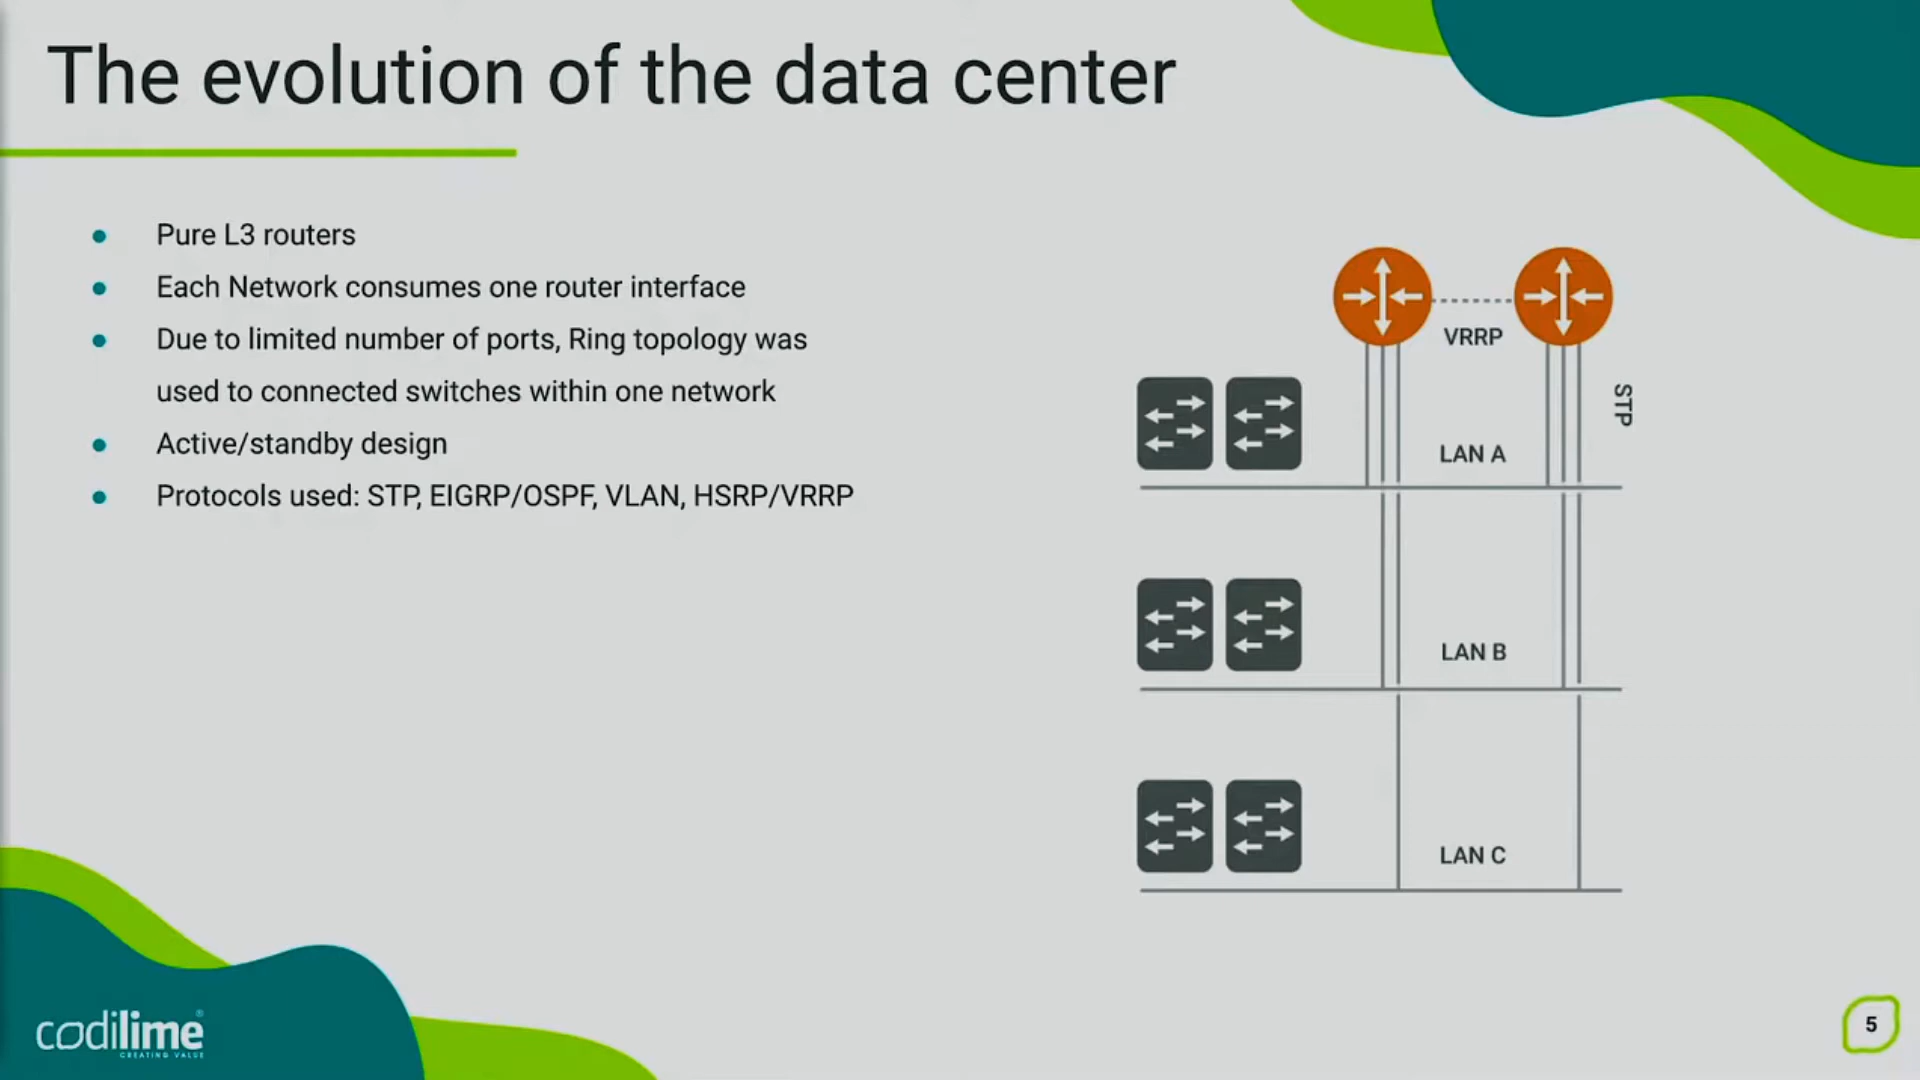 The evolution of the data center
Pure L3 routers
Each Network consumes one router interface
Due to limited number of ports, Ring topology was
used to connected switches within one network
Active/standby design
Protocols used: STP, EIGRP/OSPF, VLAN, HSRP/VRRP
VRRP
STP
LAN A
LAN B
LAN C
codilime®
CREATING VALUE
5